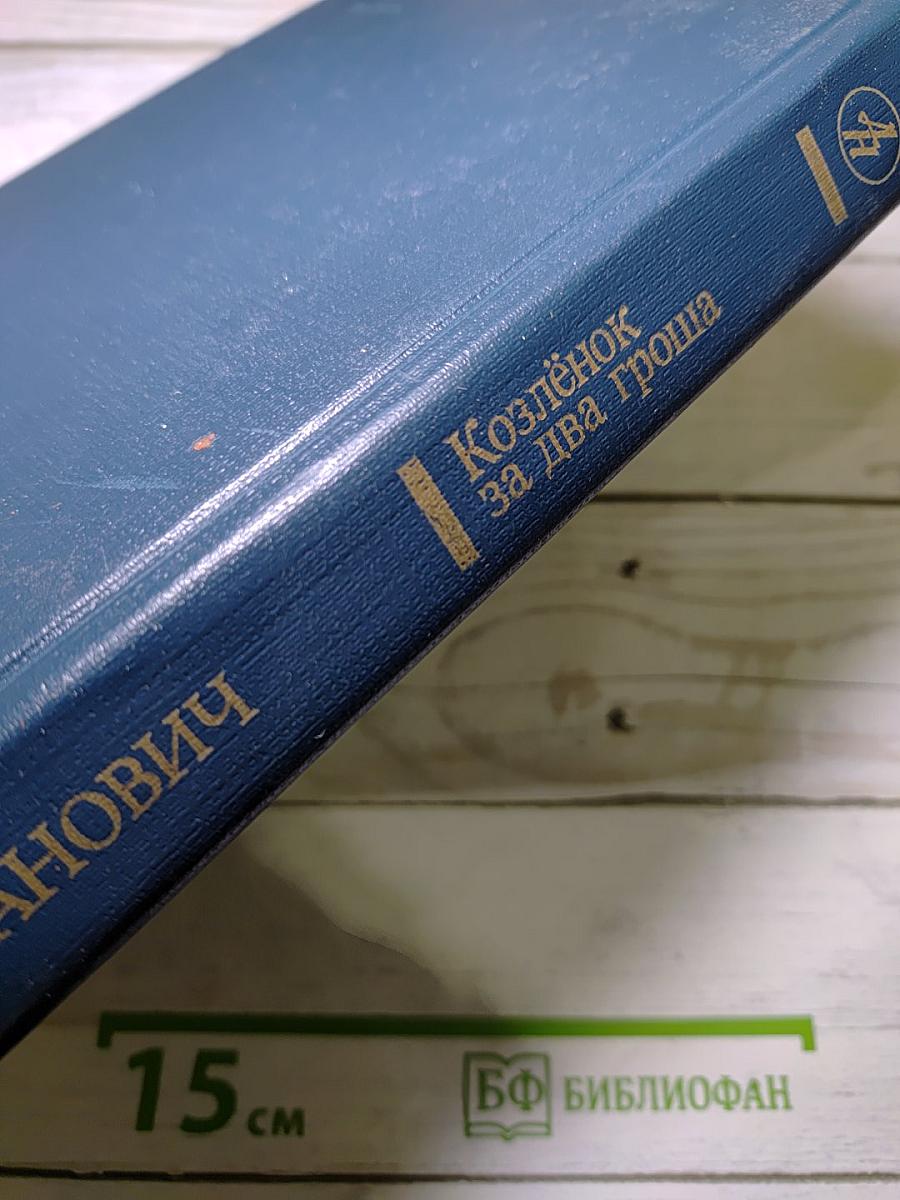 АНОВИЧ
Козлёнок
за два гроша
15 см
БФ БИБЛИОФАН